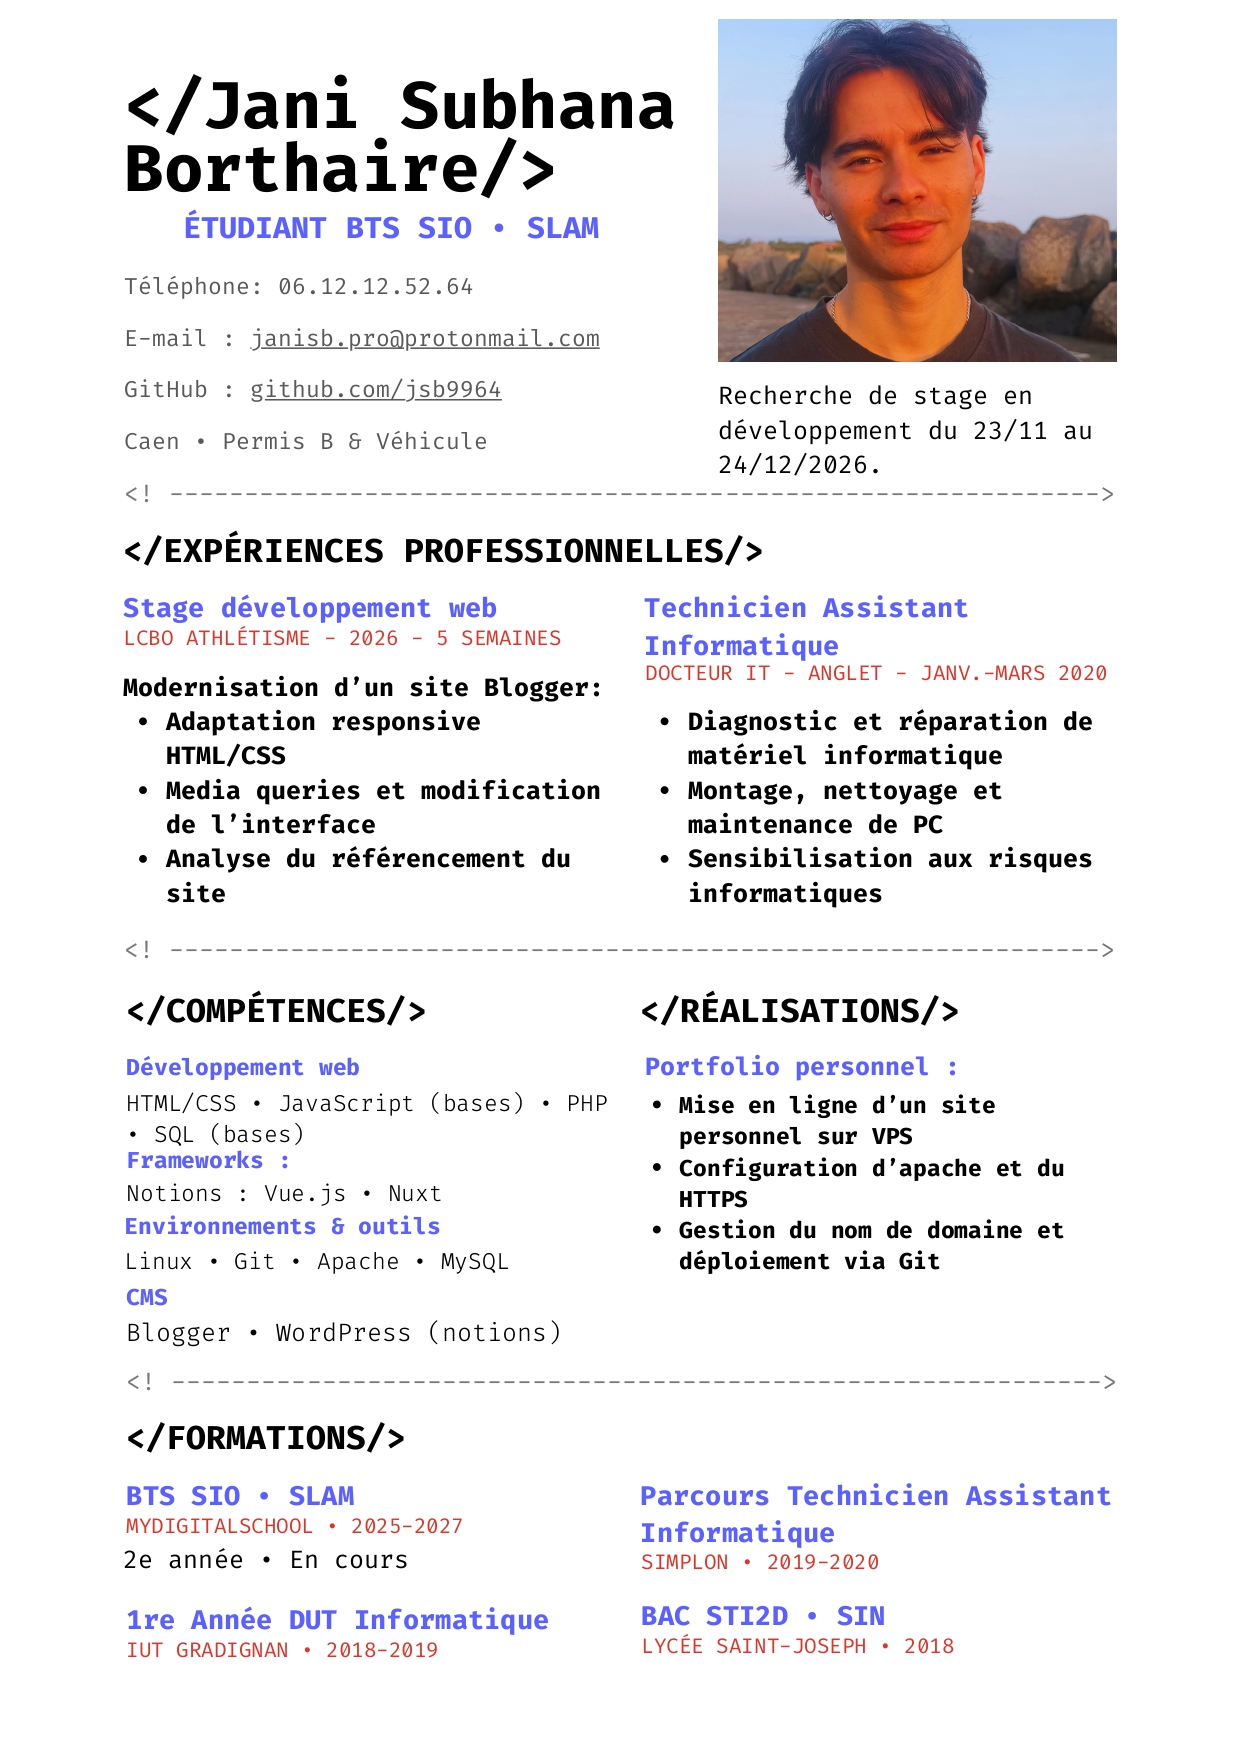 </Jani Subhana
Borthaire/>
ÉTUDIANT BTS SIO • SLAM
Téléphone: 06.12.12.52.64
E-mail : janisb.pro@protonmail.com
GitHub : github.com/jsb9964
Caen • Permis B & Véhicule
Recherche de stage en
développement du 23/11 au
24/12/2026.
<! -------------------------------------------------------------->
</EXPÉRIENCES PROFESSIONNELLES/>
Stage développement web
LCBO ATHLÉTISME - 2026 - 5 SEMAINES
Modernisation d’un site Blogger:
• Adaptation responsive
HTML/CSS
• Media queries et modification
de l’interface
• Analyse du référencement du
site
Technicien Assistant
Informatique
DOCTEUR IT - ANGLET - JANV.-MARS 2020
• Diagnostic et réparation de
matériel informatique
• Montage, nettoyage et
maintenance de PC
• Sensibilisation aux risques
informatiques
<! -------------------------------------------------------------->
</COMPÉTENCES/>
Développement web
HTML/CSS • JavaScript (bases) • PHP
• SQL (bases)
Frameworks :
Notions : Vue.js • Nuxt
Environnements & outils
Linux • Git • Apache • MySQL
CMS
Blogger • WordPress (notions)
</RÉALISATIONS/>
Portfolio personnel :
• Mise en ligne d’un site
personnel sur VPS
• Configuration d’apache et du
HTTPS
• Gestion du nom de domaine et
déploiement via Git
<! -------------------------------------------------------------->
</FORMATIONS/>
BTS SIO • SLAM
MYDIGITALSCHOOL • 2025-2027
2e année • En cours
1re Année DUT Informatique
IUT GRADIGNAN • 2018-2019
Parcours Technicien Assistant
Informatique
SIMPLON • 2019-2020
BAC STI2D • SIN
LYCÉE SAINT-JOSEPH • 2018